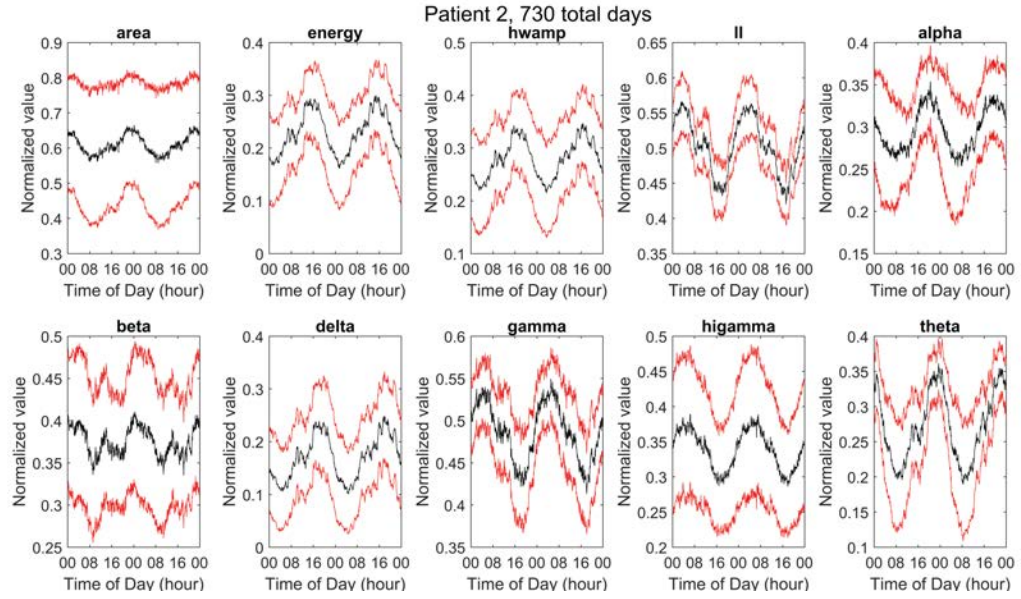 Patient 2, 730 total days
area
energy
hwamp
ll
alpha
Normalized value
0.9
0.8
0.7
0.6
0.5
0.4
0.3
00 08 16 00 08 16 00
Time of Day (hour)
Normalized value
0.4
0.3
0.2
0.1
0
00 08 16 00 08 16 00
Time of Day (hour)
Normalized value
0.5
0.4
0.3
0.2
0.1
00 08 16 00 08 16 00
Time of Day (hour)
Normalized value
0.65
0.6
0.55
0.5
0.45
0.4
0.35
00 08 16 00 08 16 00
Time of Day (hour)
Normalized value
0.4
0.35
0.3
0.25
0.2
0.15
00 08 16 00 08 16 00
Time of Day (hour)
beta
delta
gamma
higamma
theta
Normalized value
0.5
0.45
0.4
0.35
0.3
0.25
00 08 16 00 08 16 00
Time of Day (hour)
Normalized value
0.4
0.3
0.2
0.1
0
00 08 16 00 08 16 00
Time of Day (hour)
Normalized value
0.6
0.55
0.5
0.45
0.4
0.35
00 08 16 00 08 16 00
Time of Day (hour)
Normalized value
0.5
0.45
0.4
0.35
0.3
0.25
0.2
00 08 16 00 08 16 00
Time of Day (hour)
Normalized value
0.4
0.35
0.3
0.25
0.2
0.15
0.1
00 08 16 00 08 16 00
Time of Day (hour)